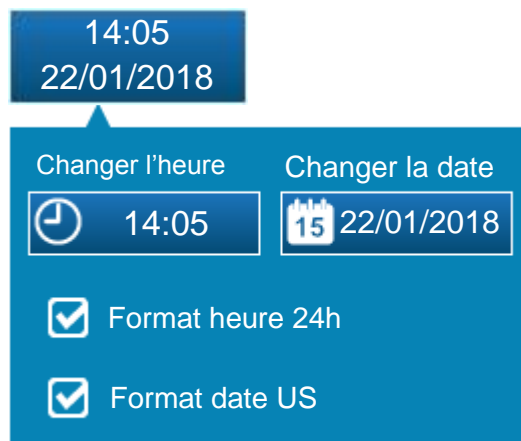 14:05
22/01/2018
Changer l’heure
Changer la date
14:05
15 22/01/2018
Format heure 24h
Format date US